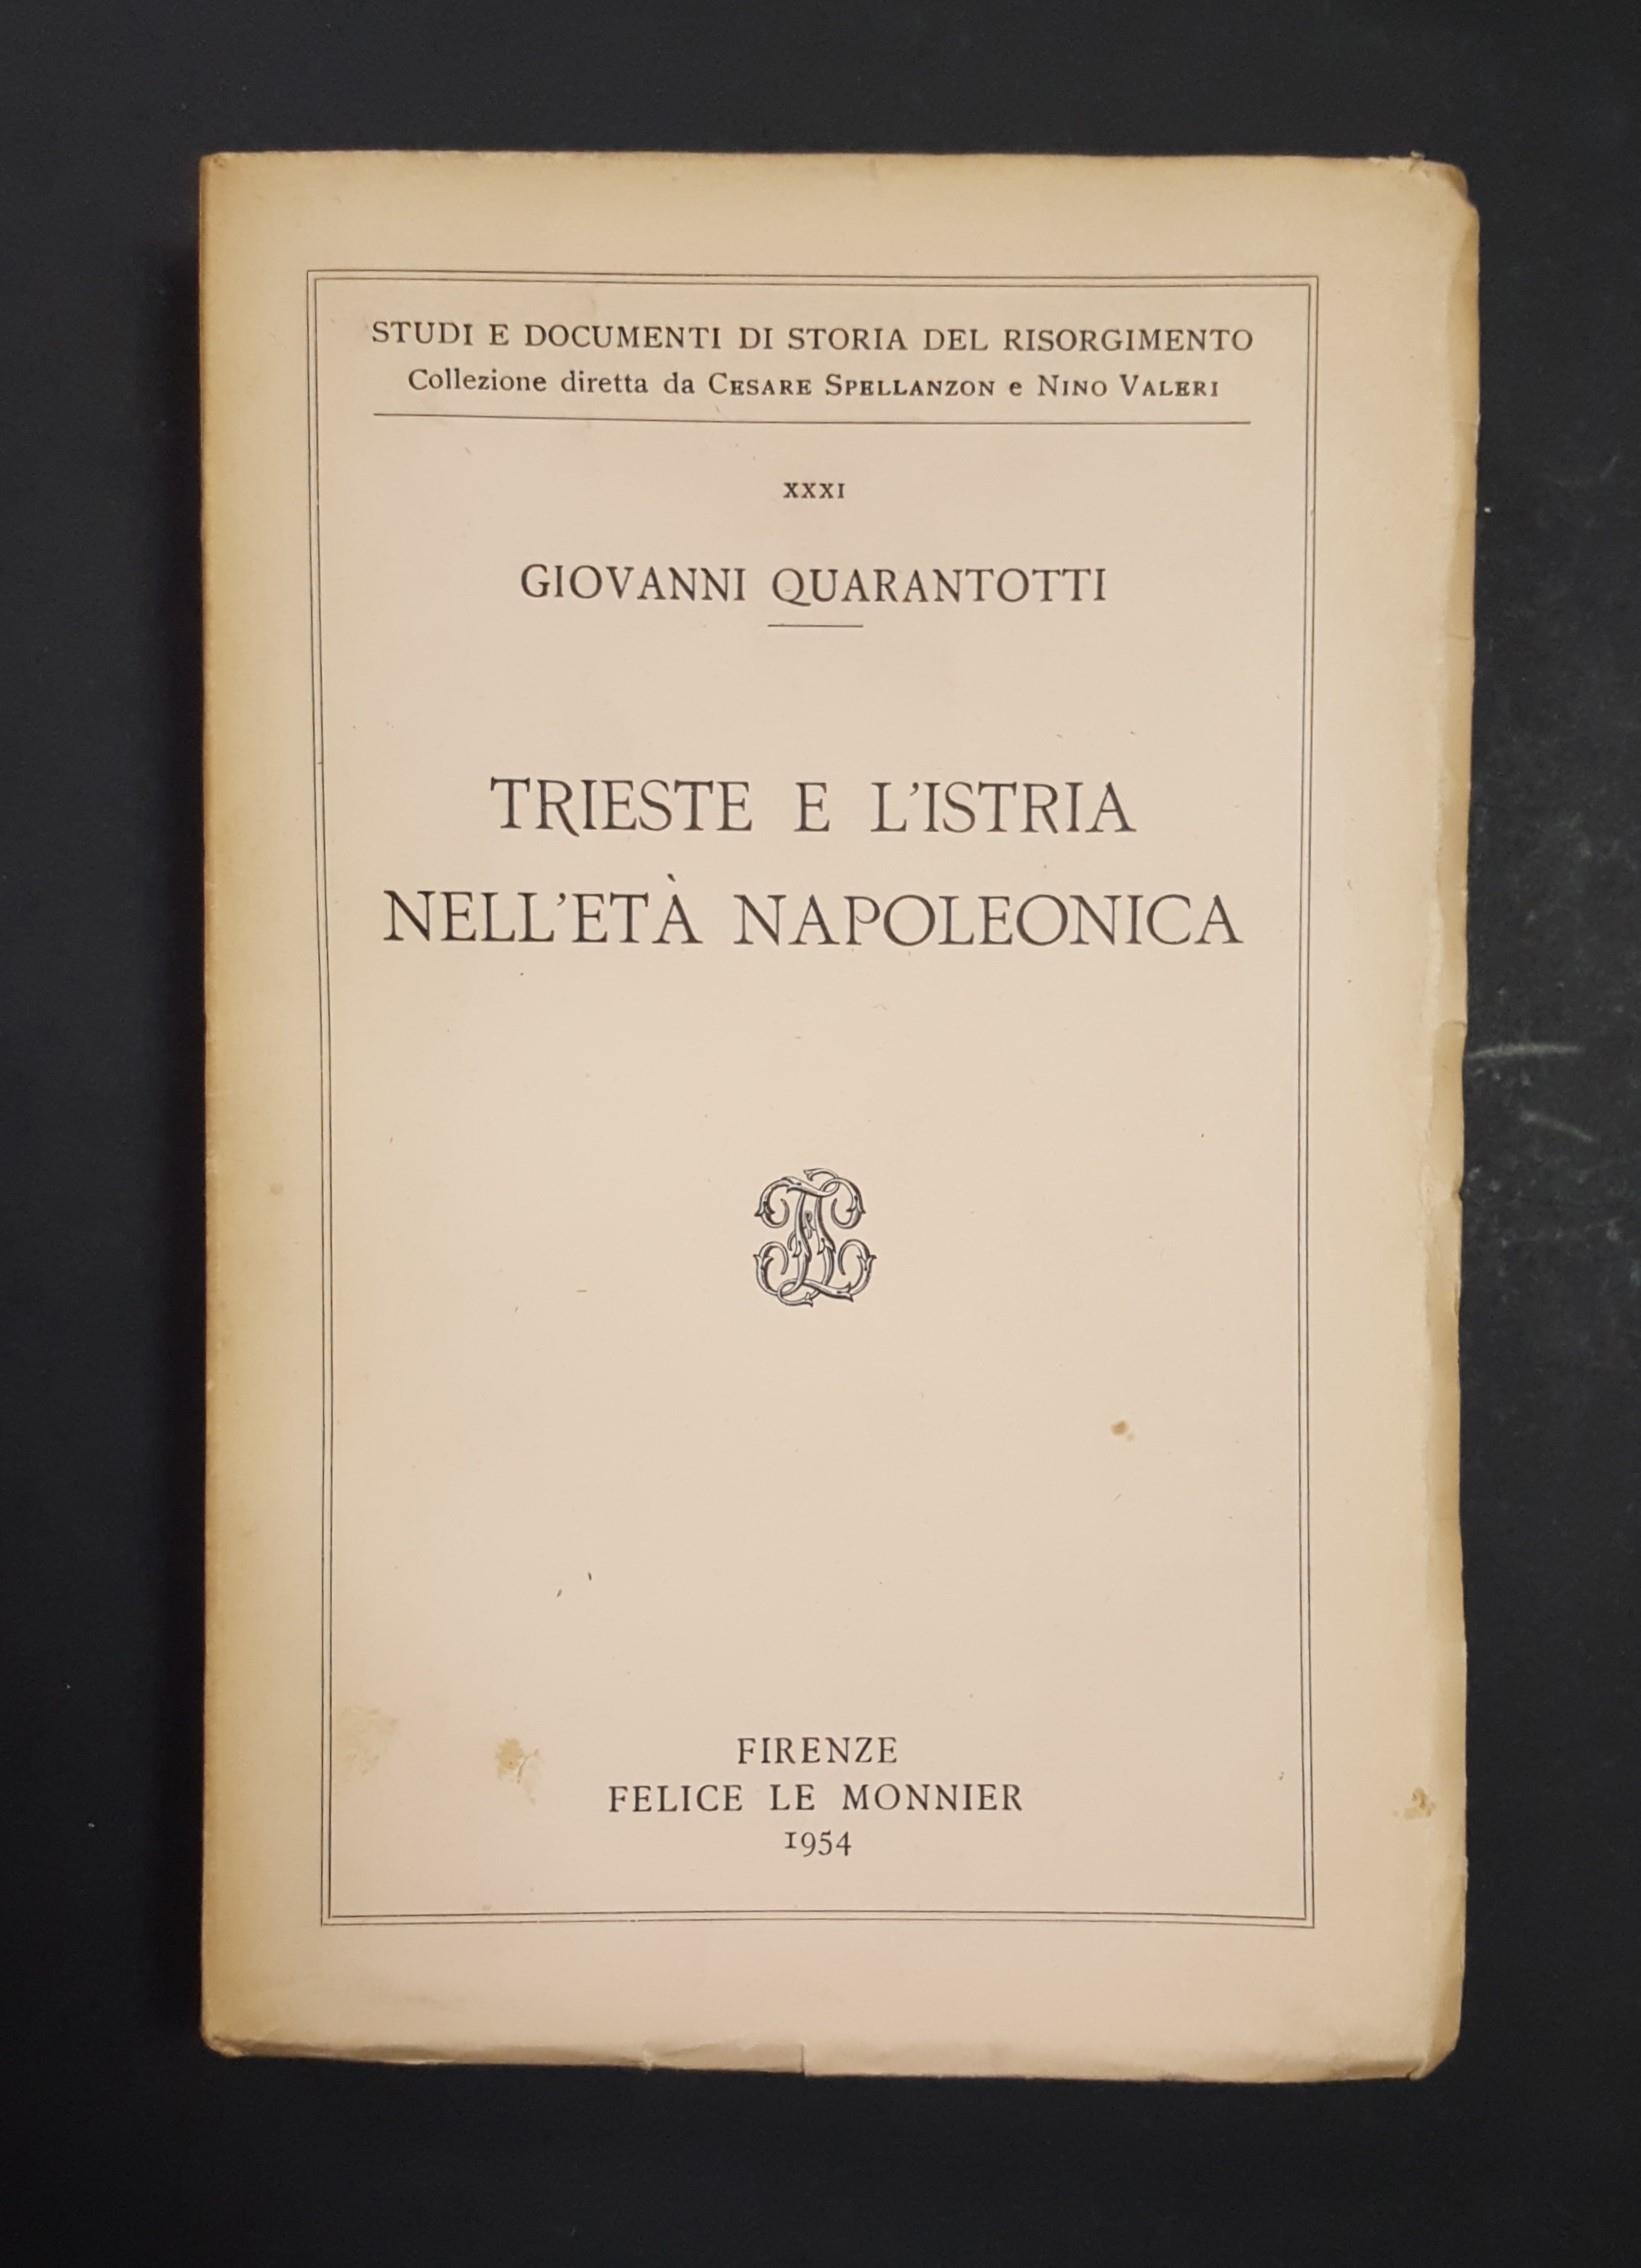 STUDI E DOCUMENTI DI STORIA DEL RISORGIMENTO
Collezione diretta da CESARE SPELLANZON e NINO VALERI
XXXI
GIOVANNI QUARANTOTTI
TRIESTE E L'ISTRIA
NELL'ETÀ NAPOLEONICA
FIRENZE
FELICE LE MONNIER
1954